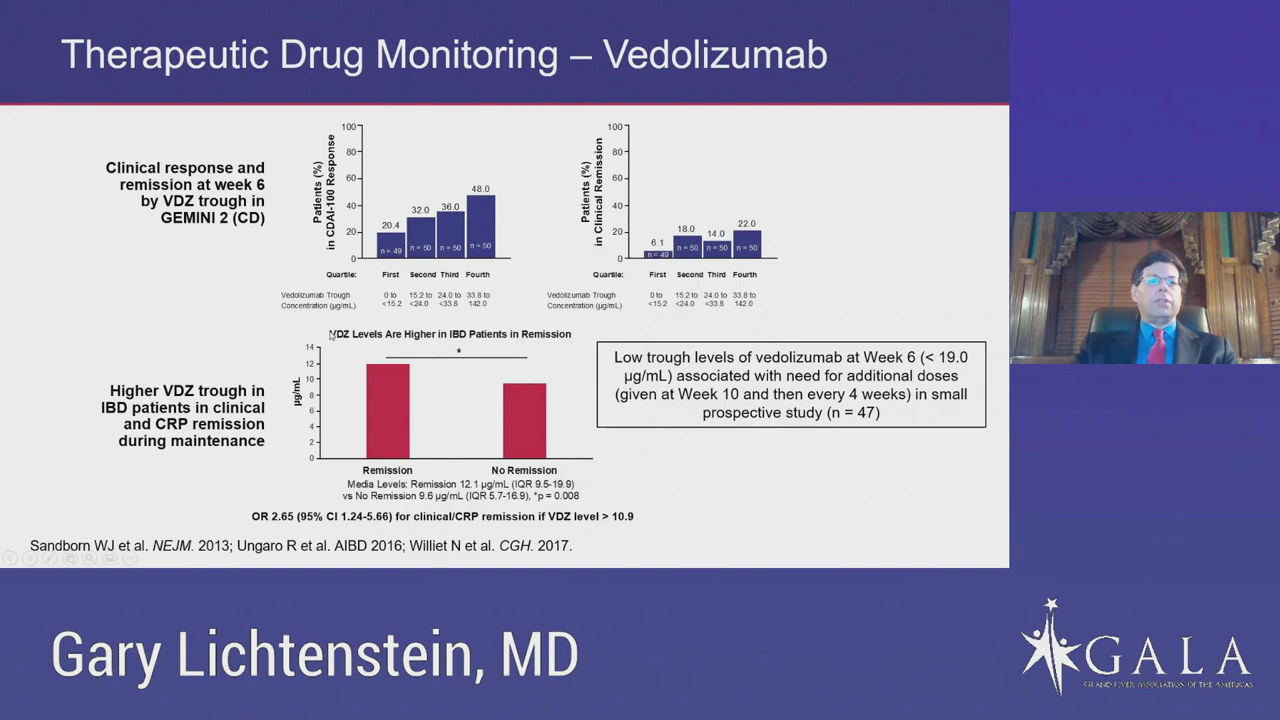 Therapeutic Drug Monitoring – Vedolizumab
Clinical response and
remission at week 6
by VDZ trough in
GEMINI 2 (CD)
Patients (%)
in CDAI-100 Response
100
80
60
40
20
0
20.4
32.0
36.0
48.0
n = 49
n = 50
n = 50
n = 50
Quartile: First Second Third Fourth
Vedolizumab Trough 0 to 15.2 to 24.0 to 33.8 to
Concentration (µg/mL) <15.2 <24.0 <33.8 142.0
Patients (%)
in Clinical Remission
100
80
60
40
20
0
6.1
18.0
14.0
22.0
n = 49
n = 50
n = 50
n = 50
Quartile: First Second Third Fourth
Vedolizumab Trough 0 to 15.2 to 24.0 to 33.8 to
Concentration (µg/mL) <15.2 <24.0 <33.8 142.0
Higher VDZ trough in
IBD patients in clinical
and CRP remission
during maintenance
VDZ Levels Are Higher in IBD Patients in Remission
µg/mL
14
12
10
8
6
4
2
0
*
Remission No Remission
Media Levels: Remission 12.1 µg/mL (IQR 9.5-19.9)
vs No Remission 9.6 µg/mL (IQR 5.7-16.9), *p = 0.008
OR 2.65 (95% CI 1.24-5.66) for clinical/CRP remission if VDZ level > 10.9
Low trough levels of vedolizumab at Week 6 (< 19.0
µg/mL) associated with need for additional doses
(given at Week 10 and then every 4 weeks) in small
prospective study (n = 47)
Sandborn WJ et al. NEJM. 2013; Ungaro R et al. AIBD 2016; Williet N et al. CGH. 2017.
Gary Lichtenstein, MD
GALA
GI AND LIVER ASSOCIATION OF THE AMERICAS